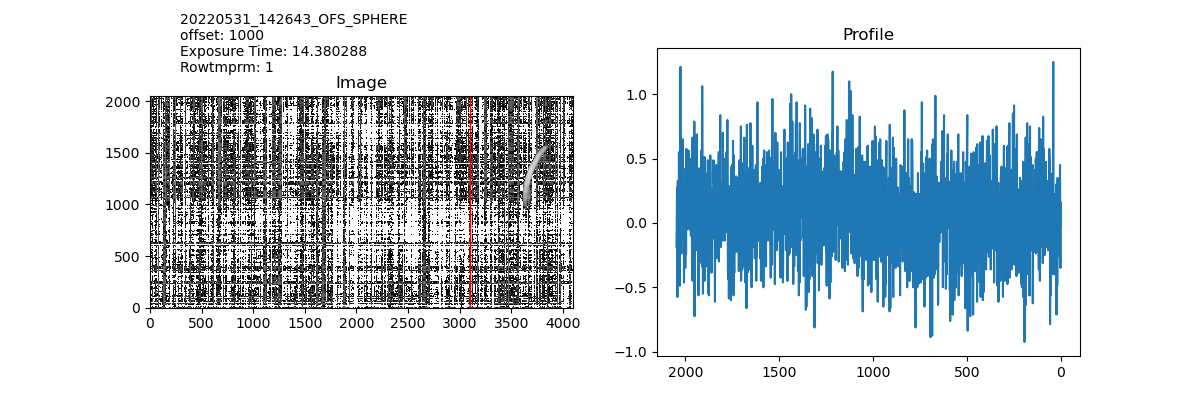 20220531_142643_OFS_SPHERE
offset: 1000
Exposure Time: 14.380288
Rowtmprm: 1
Image
2000
1500
1000
500
0
0 500 1000 1500 2000 2500 3000 3500 4000
Profile
1.0
0.5
0.0
−0.5
−1.0
2000 1500 1000 500 0